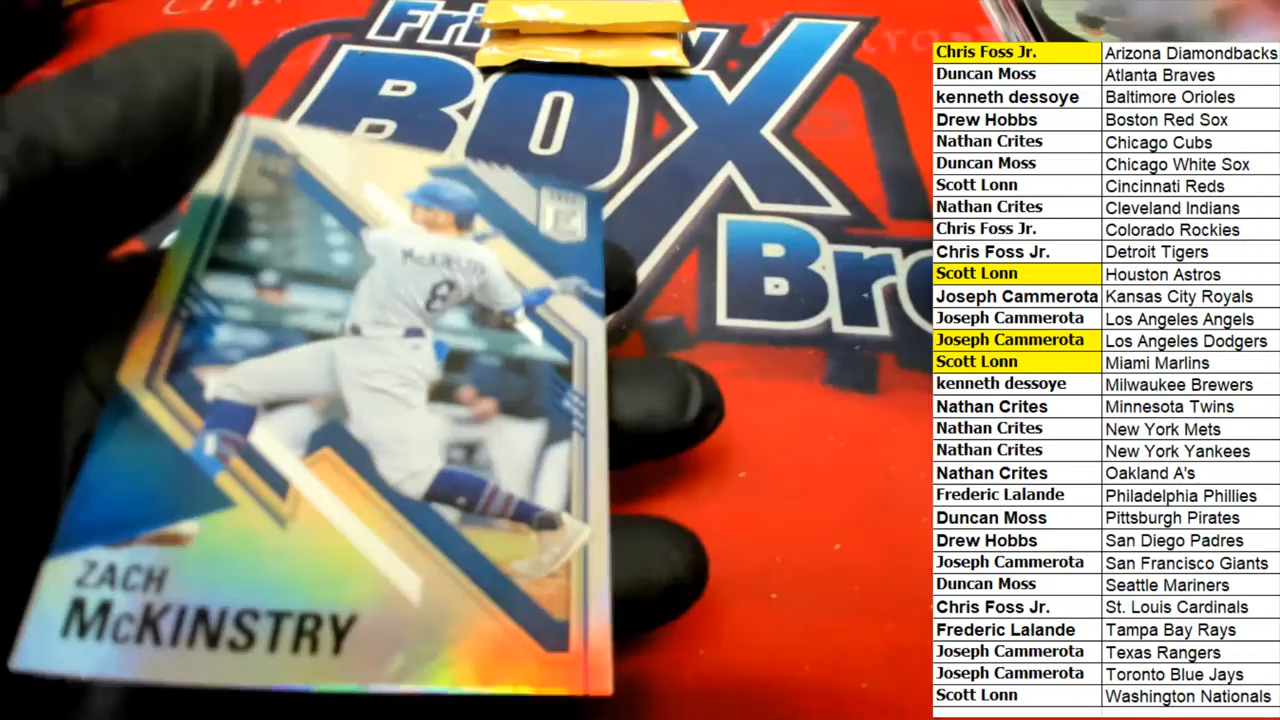 Fri
BOX
Bre
McKINSTRY
8
ZACH
McKINSTRY
Chris Foss Jr. Arizona Diamondbacks
Duncan Moss Atlanta Braves
kenneth dessoye Baltimore Orioles
Drew Hobbs Boston Red Sox
Nathan Crites Chicago Cubs
Duncan Moss Chicago White Sox
Scott Lonn Cincinnati Reds
Nathan Crites Cleveland Indians
Chris Foss Jr. Colorado Rockies
Chris Foss Jr. Detroit Tigers
Scott Lonn Houston Astros
Joseph Cammerota Kansas City Royals
Joseph Cammerota Los Angeles Angels
Joseph Cammerota Los Angeles Dodgers
Scott Lonn Miami Marlins
kenneth dessoye Milwaukee Brewers
Nathan Crites Minnesota Twins
Nathan Crites New York Mets
Nathan Crites New York Yankees
Nathan Crites Oakland A's
Frederic Lalande Philadelphia Phillies
Duncan Moss Pittsburgh Pirates
Drew Hobbs San Diego Padres
Joseph Cammerota San Francisco Giants
Duncan Moss Seattle Mariners
Chris Foss Jr. St. Louis Cardinals
Frederic Lalande Tampa Bay Rays
Joseph Cammerota Texas Rangers
Joseph Cammerota Toronto Blue Jays
Scott Lonn Washington Nationals